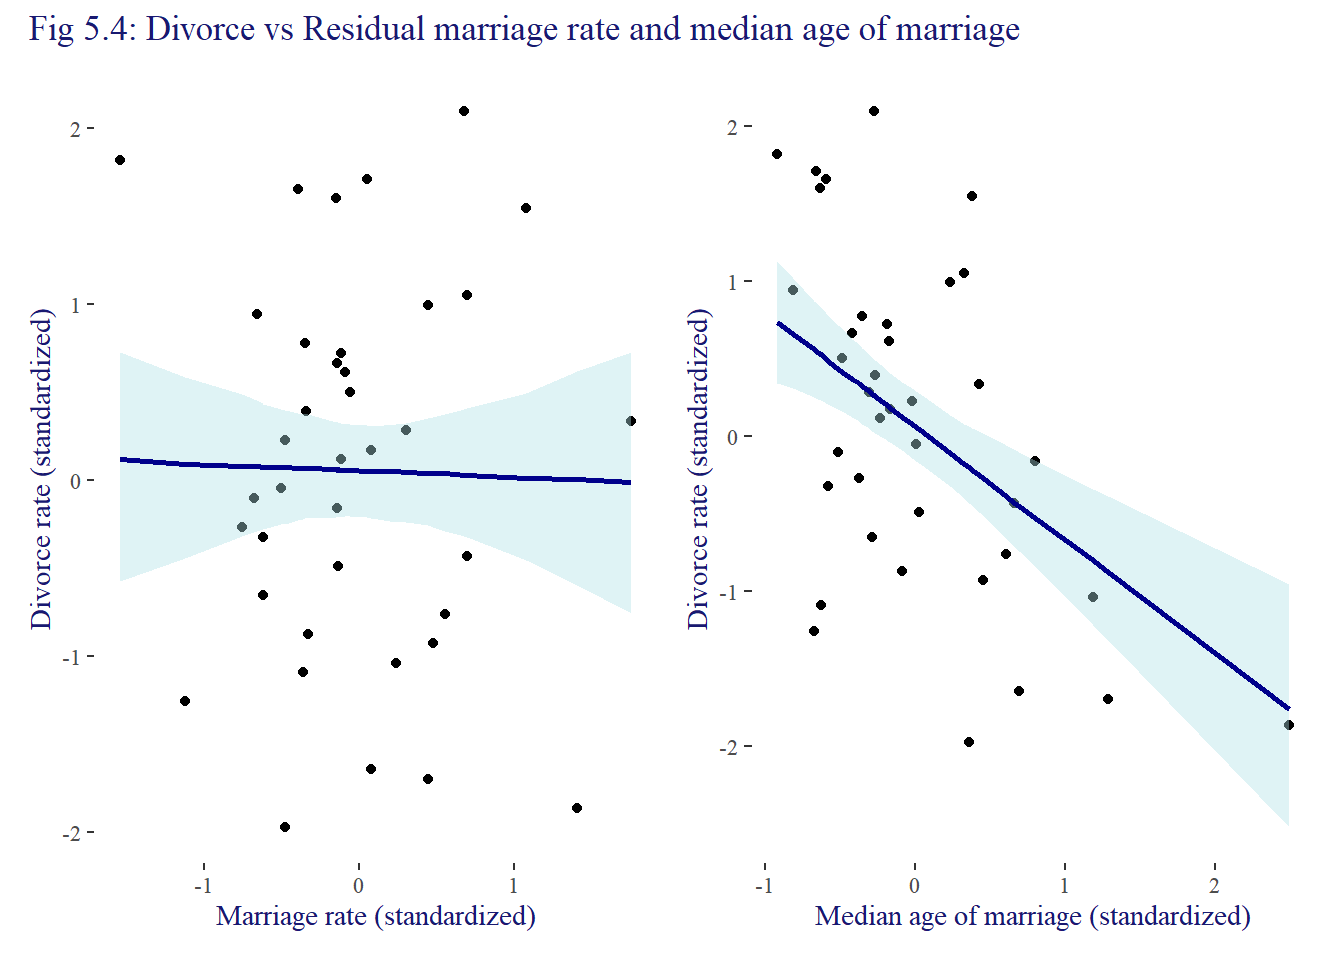 Fig 5.4: Divorce vs Residual marriage rate and median age of marriage
Divorce rate (standardized)
2
1
0
-1
-2
-1 0 1
Marriage rate (standardized)
Divorce rate (standardized)
2
1
0
-1
-2
-1 0 1 2
Median age of marriage (standardized)